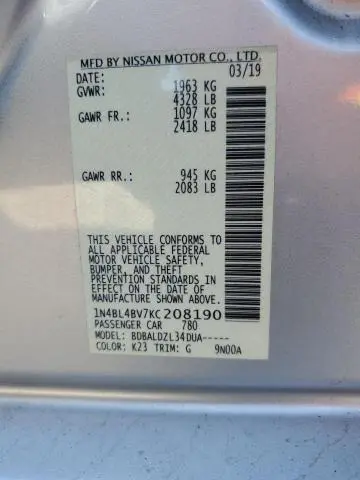 MFD BY NISSAN MOTOR CO., LTD.
DATE: 03/19
GVWR: 1963 KG
4328 LB
GAWR FR.: 1097 KG
2418 LB
GAWR RR.: 945 KG
2083 LB
THIS VEHICLE CONFORMS TO
ALL APPLICABLE FEDERAL
MOTOR VEHICLE SAFETY,
BUMPER, AND THEFT
PREVENTION STANDARDS IN
EFFECT ON THE DATE OF
MANUFACTURE SHOWN ABOVE.
1N4BL4BV7KC208190
PASSENGER CAR 780
MODEL: BDBALDZL34DUA-----
COLOR: K23 TRIM: G 9N00A